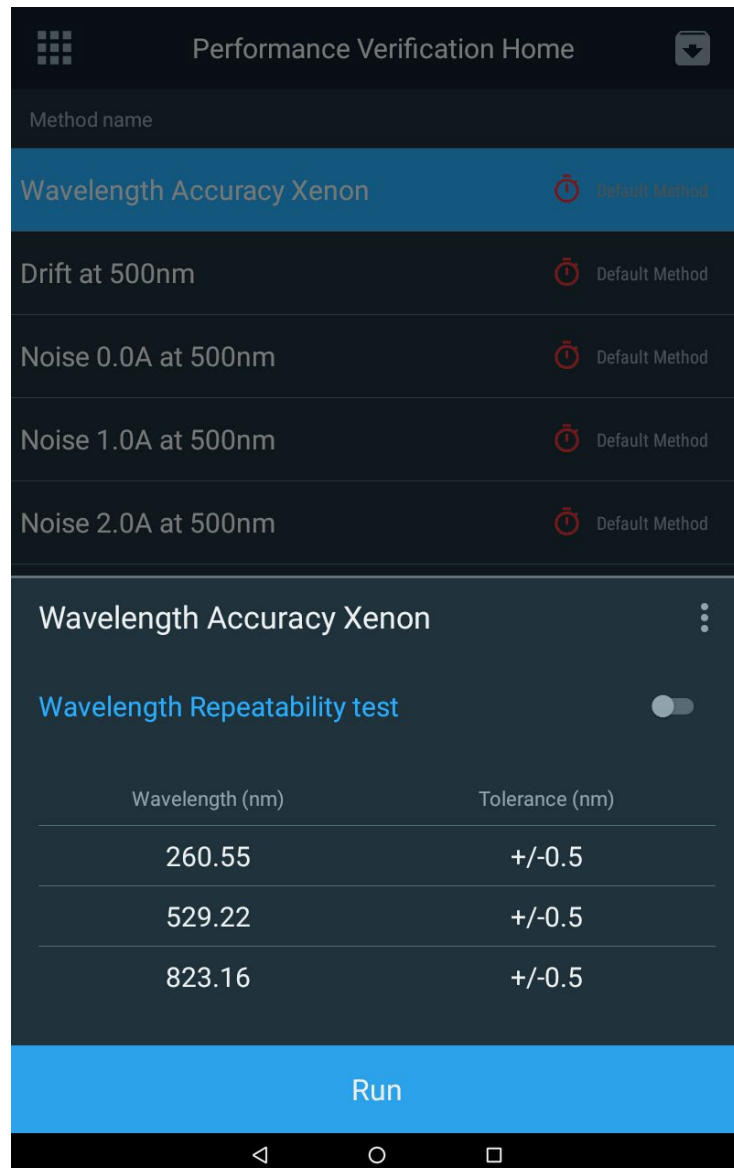 Performance Verification Home
Method name
Wavelength Accuracy Xenon Default Method
Drift at 500nm Default Method
Noise 0.0A at 500nm Default Method
Noise 1.0A at 500nm Default Method
Noise 2.0A at 500nm Default Method
Wavelength Accuracy Xenon
Wavelength Repeatability test
Wavelength (nm) Tolerance (nm)
260.55 +/-0.5
529.22 +/-0.5
823.16 +/-0.5
Run